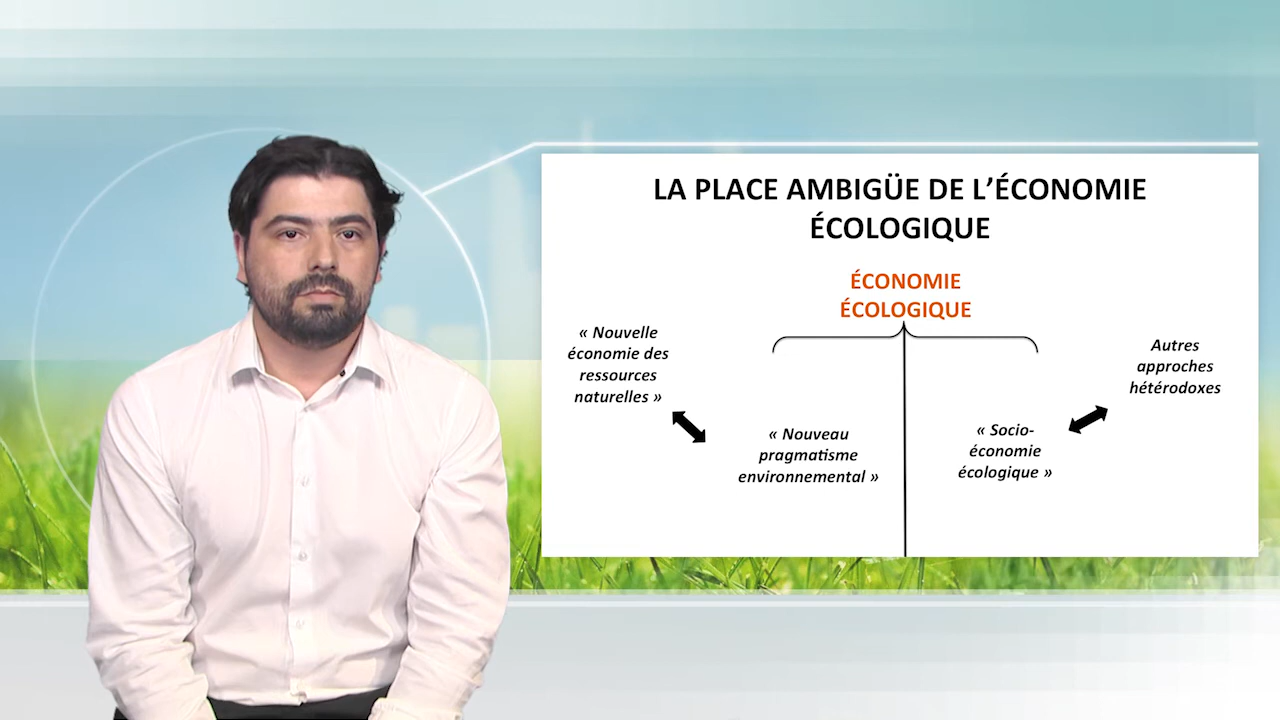 LA PLACE AMBIGÜE DE L’ÉCONOMIE
ÉCOLOGIQUE
ÉCONOMIE
ÉCOLOGIQUE
« Nouvelle
économie des
ressources
naturelles »
Autres
approches
hétérodoxes
« Nouveau
pragmatisme
environnemental »
« Socio-
économie
écologique »